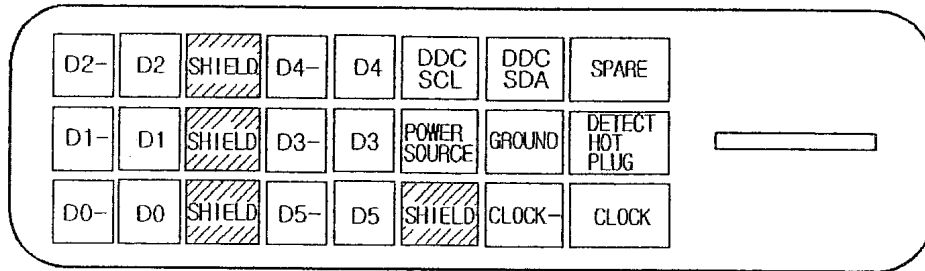 D2- D2 SHIELD D4- D4 DDC SCL DDC SDA SPARE
D1- D1 SHIELD D3- D3 POWER SOURCE GROUND DETECT HOT PLUG
D0- D0 SHIELD D5- D5 SHIELD CLOCK- CLOCK